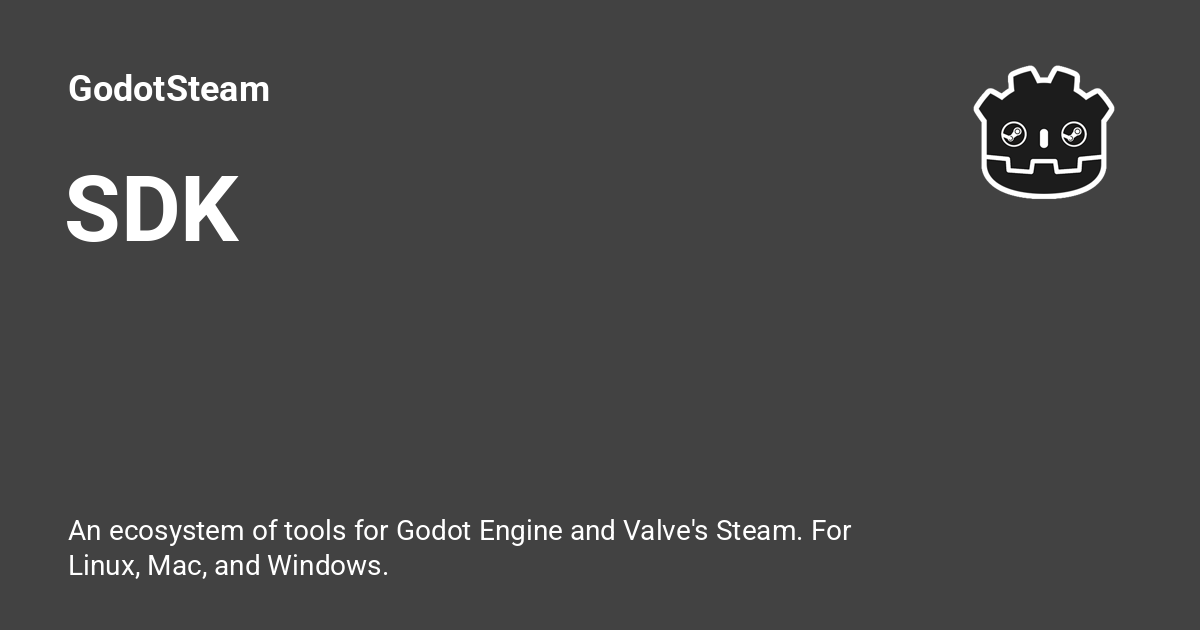 GodotSteam
SDK
An ecosystem of tools for Godot Engine and Valve's Steam. For
Linux, Mac, and Windows.